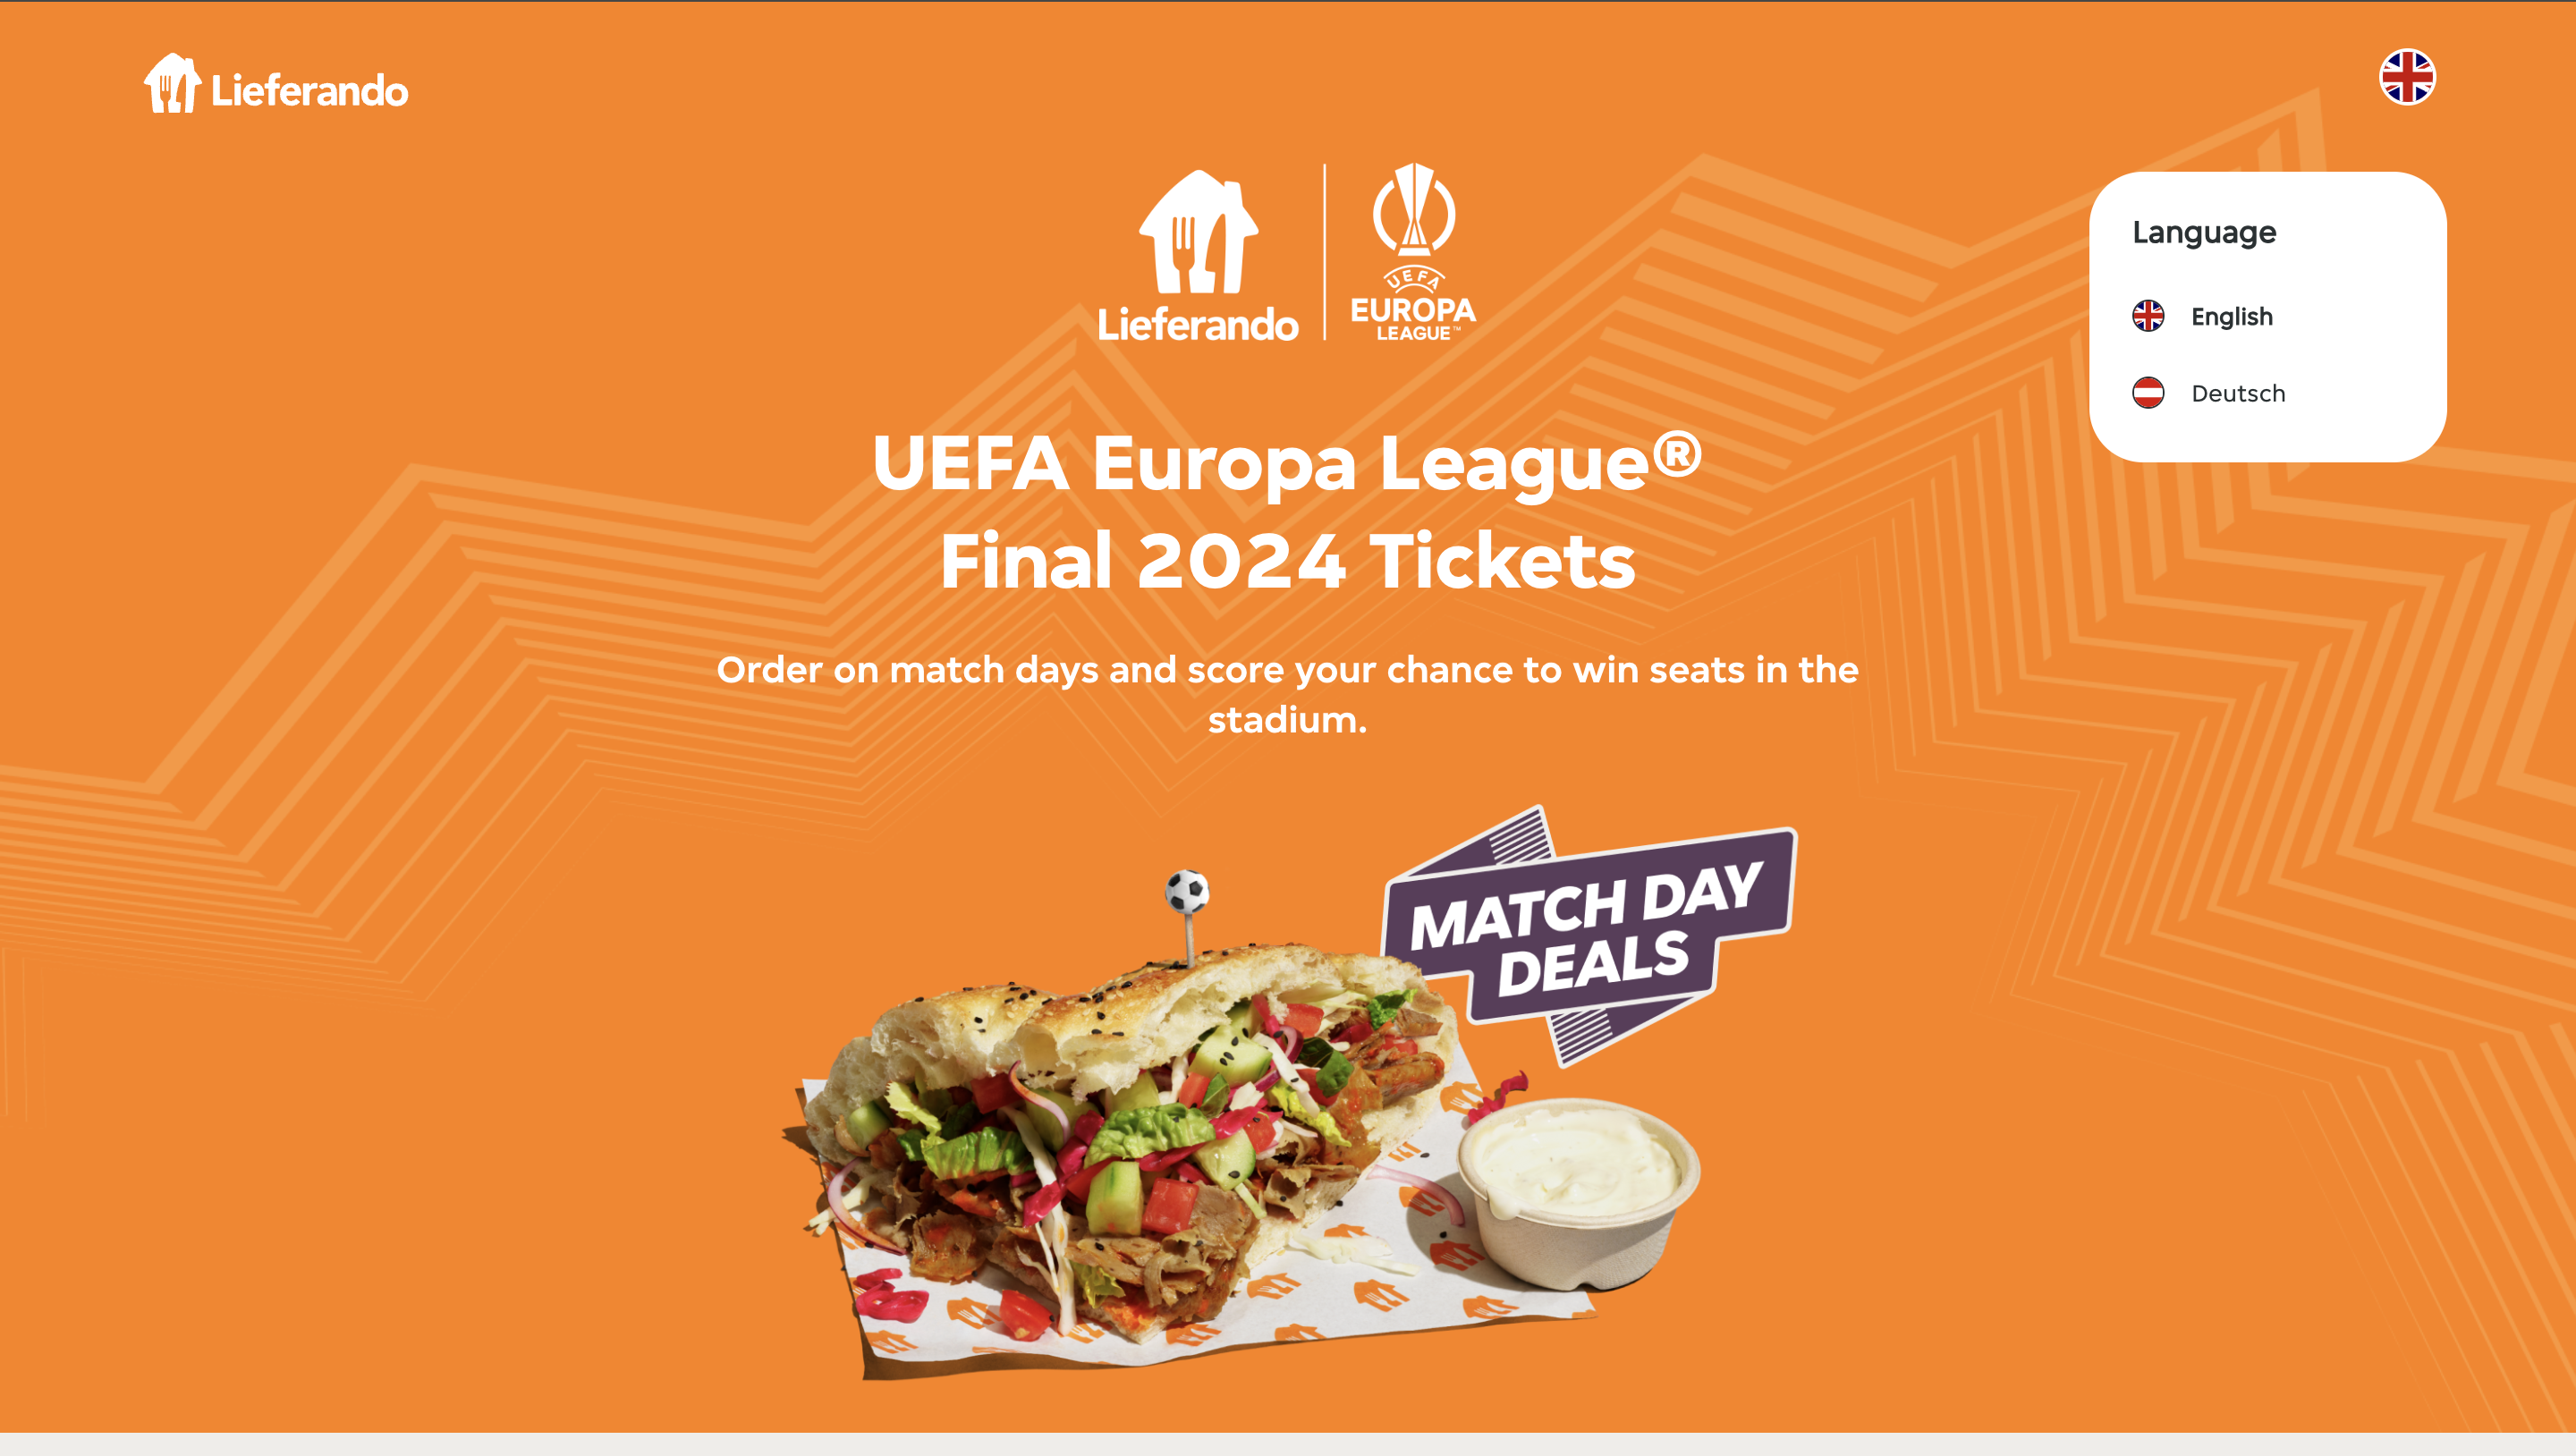 Lieferando
Lieferando
UEFA
EUROPA
LEAGUE™
Language
English
Deutsch
UEFA Europa League®
Final 2024 Tickets
Order on match days and score your chance to win seats in the
stadium.
MATCH DAY
DEALS